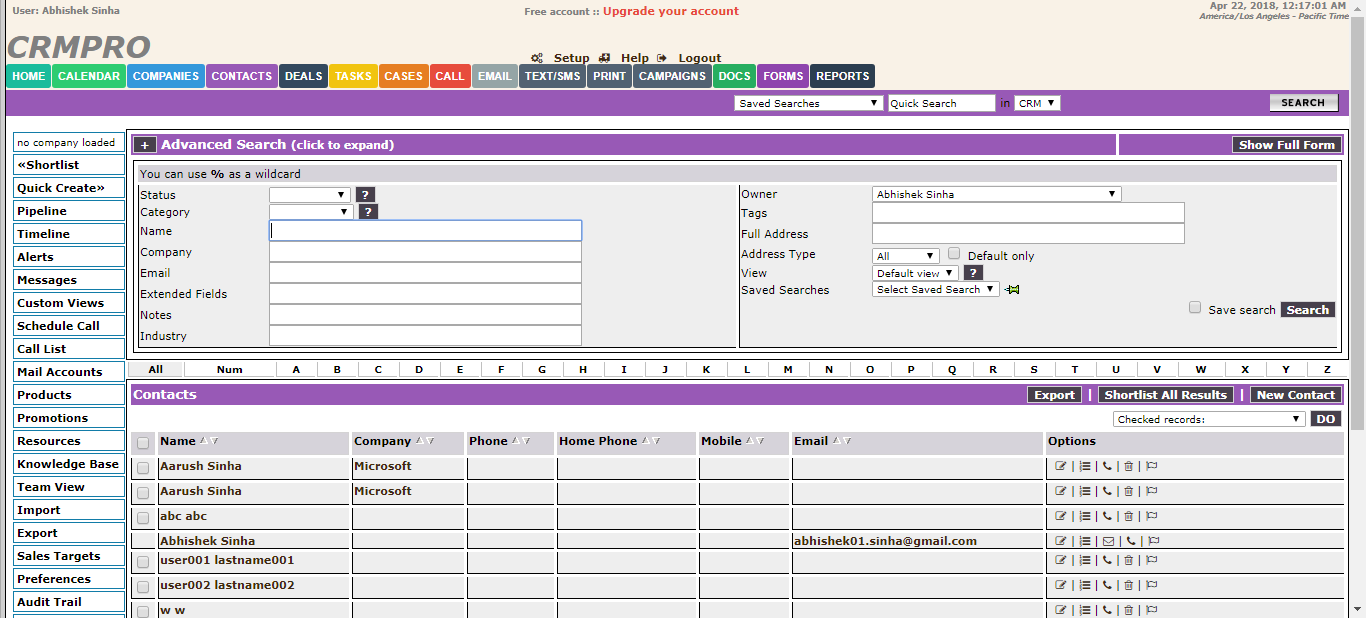 User: Abhishek Sinha
Free account :: Upgrade your account
Apr 22, 2018, 12:17:01 AM
America/Los Angeles - Pacific Time
CRMPRO
Setup Help Logout
HOME CALENDAR COMPANIES CONTACTS DEALS TASKS CASES CALL EMAIL TEXT/SMS PRINT CAMPAIGNS DOCS FORMS REPORTS
Saved Searches Quick Search in CRM SEARCH
no company loaded
«Shortlist
Quick Create»
Pipeline
Timeline
Alerts
Messages
Custom Views
Schedule Call
Call List
Mail Accounts
Products
Promotions
Resources
Knowledge Base
Team View
Import
Export
Sales Targets
Preferences
Audit Trail
+ Advanced Search (click to expand) Show Full Form
You can use % as a wildcard
Status ?
Category ?
Name
Company
Email
Extended Fields
Notes
Industry
Owner Abhishek Sinha
Tags
Full Address
Address Type All Default only
View Default view ?
Saved Searches Select Saved Search
Save search Search
All Num A B C D E F G H I J K L M N O P Q R S T U V W X Y Z
Contacts Export | Shortlist All Results | New Contact
Checked records: DO
Name Company Phone Home Phone Mobile Email Options
Aarush Sinha Microsoft | | | |
Aarush Sinha Microsoft | | | |
abc abc | | | |
Abhishek Sinha abhishek01.sinha@gmail.com | | | |
user001 lastname001 | | | |
user002 lastname002 | | | |
w w | | | |